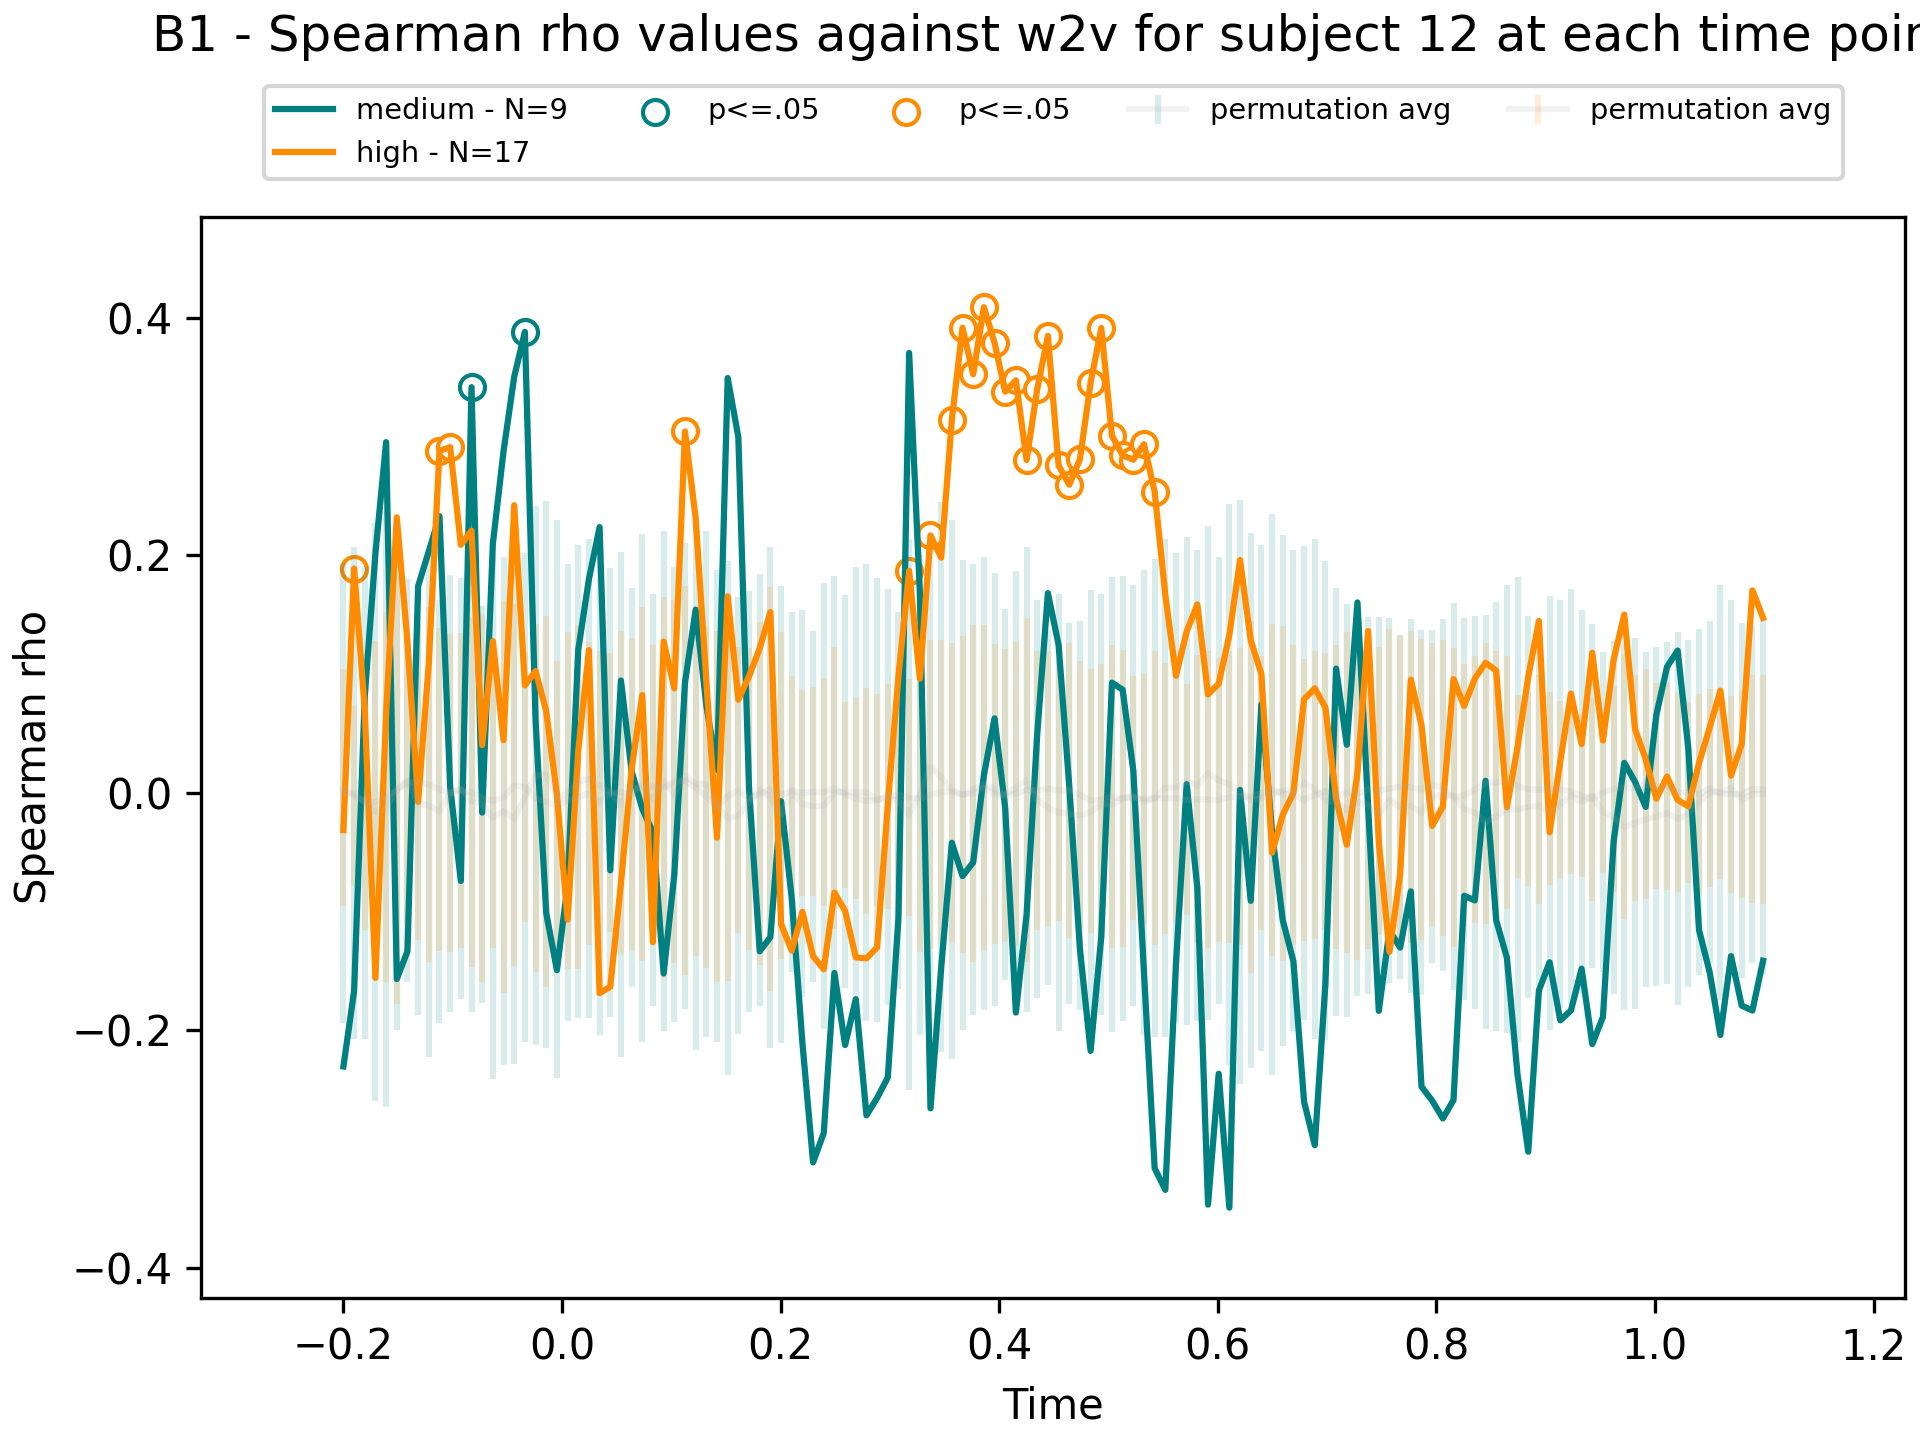 B1 - Spearman rho values against w2v for subject 12 at each time
medium - N=9 p<=.05 p<=.05 permutation avg permutation avg
high - N=17
Spearman rho
0.4
0.2
0.0
−0.2
−0.4
−0.2 0.0 0.2 0.4 0.6 0.8 1.0 1.2
Time